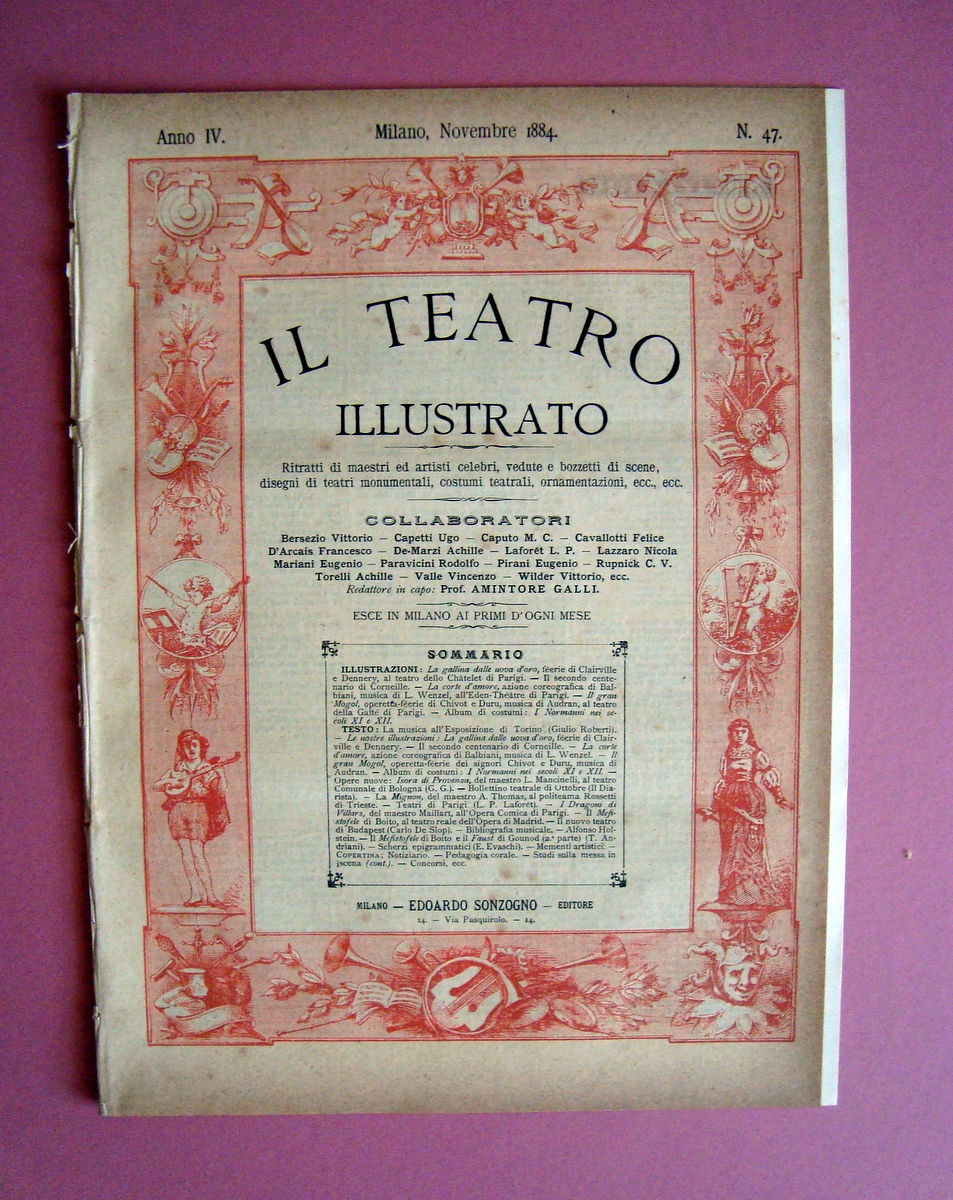 Anno IV. Milano, Novembre 1884. N. 47.
IL TEATRO
ILLUSTRATO
Ritratti di maestri ed artisti celebri, vedute e bozzetti di scene,
disegni di teatri monumentali, costumi teatrali, ornamentazioni, ecc., ecc.
COLLABORATORI
Bersezio Vittorio — Capetti Ugo — Caputo M. C. — Cavallotti Felice
D'Arcais Francesco — De-Marzi Achille — Laforêt L. P. — Lazzaro Nicola
Mariani Eugenio — Paravicini Rodolfo — Pirani Eugenio — Rupnick C. V.
Torelli Achille — Valle Vincenzo — Wilder Vittorio, ecc.
Redattore in capo: Prof. AMINTORE GALLI.
ESCE IN MILANO AI PRIMI D'OGNI MESE
SOMMARIO
ILLUSTRAZIONI: La gallina dalle uova d'oro, féerie di Clairville
e Dennery, al teatro dello Châtelet di Parigi. — Il secondo cente-
nario di Corneille. — La corte d'amore, azione coreografica di Bal-
biani, musica di L. Wenzel, all'Eden-Théatre di Parigi. — Il gran
Mogol, operetta-féerie di Chivot e Duru, musica di Audran, al teatro
della Gaîté di Parigi. — Album di costumi: I Normanni nei se-
coli XI e XII.
TESTO: La musica all'Esposizione di Torino (Giulio Roberti).
— Le nostre illustrazioni: La gallina dalle uova d'oro, féerie di Clair-
ville e Dennery. — Il secondo centenario di Corneille. — La corte
d'amore, azione coreografica di Balbiani, musica di L. Wenzel. — Il
gran Mogol, operetta-féerie dei signori Chivot e Duru, musica di
Audran. — Album di costumi: I Normanni nei secoli XI e XII. —
Opere nuove: Isora di Provenza, del maestro L. Mancinelli, al teatro
Comunale di Bologna (G. G.). — Bollettino teatrale di Ottobre (Il Dia-
rista). — La Mignon, del maestro A. Thomas, al politeama Rossetti
di Trieste. — Teatri di Parigi (L. P. Laforêt). — I Dragoni di
Villars, del maestro Maillart, all'Opera Comica di Parigi. — Il Mefi-
stofele di Boito, al teatro reale dell'Opera di Madrid. — Il nuovo teatro
di Budapest (Carlo De Slop). — Bibliografia musicale. — Alfonso Hol-
stein. — Il Mefistofele di Boito e il Faust di Gounod (2.ª parte) (T. An-
driani). — Scherzi epigrammatici (E. Evaschi). — Mementi artistici. —
COPERTINA: Notiziario. — Pedagogia corale. — Studi sulla messa in
iscena (cont.). — Concorsi, ecc.
MILANO — EDOARDO SONZOGNO — EDITORE
14. — Via Pasquirolo. — 14.